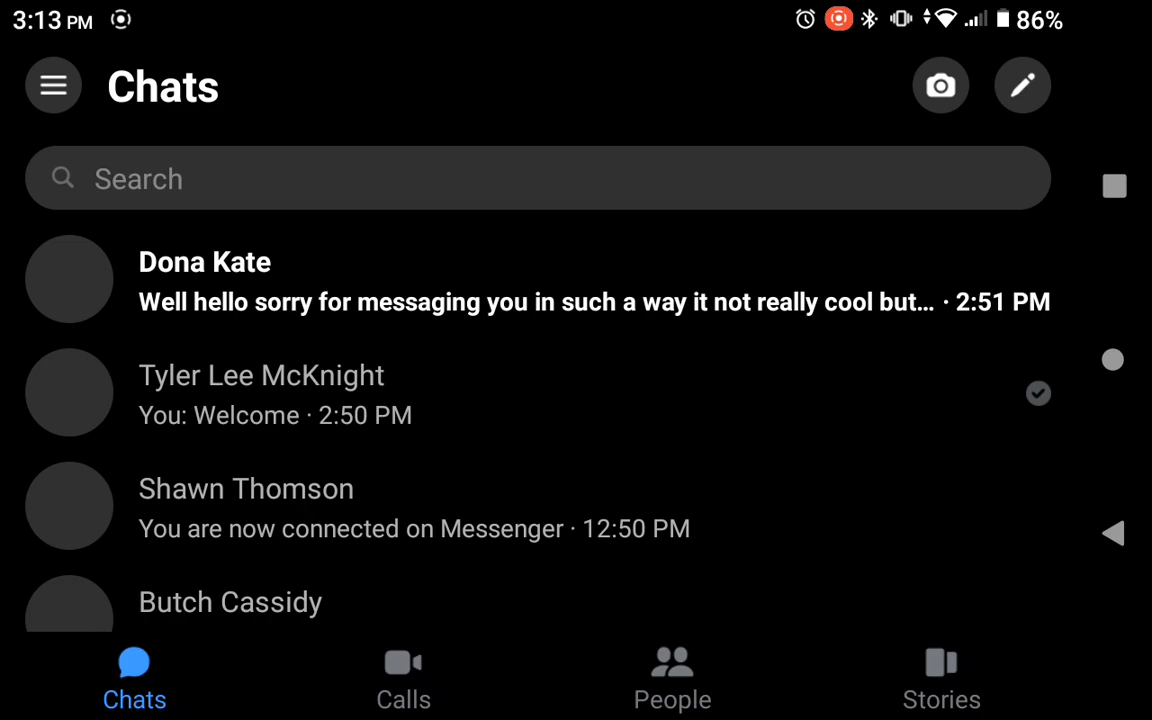 3:13 PM 86%
Chats
Search
Dona Kate
Well hello sorry for messaging you in such a way it not really cool but... · 2:51 PM
Tyler Lee McKnight
You: Welcome · 2:50 PM
Shawn Thomson
You are now connected on Messenger · 12:50 PM
Butch Cassidy
Chats Calls People Stories